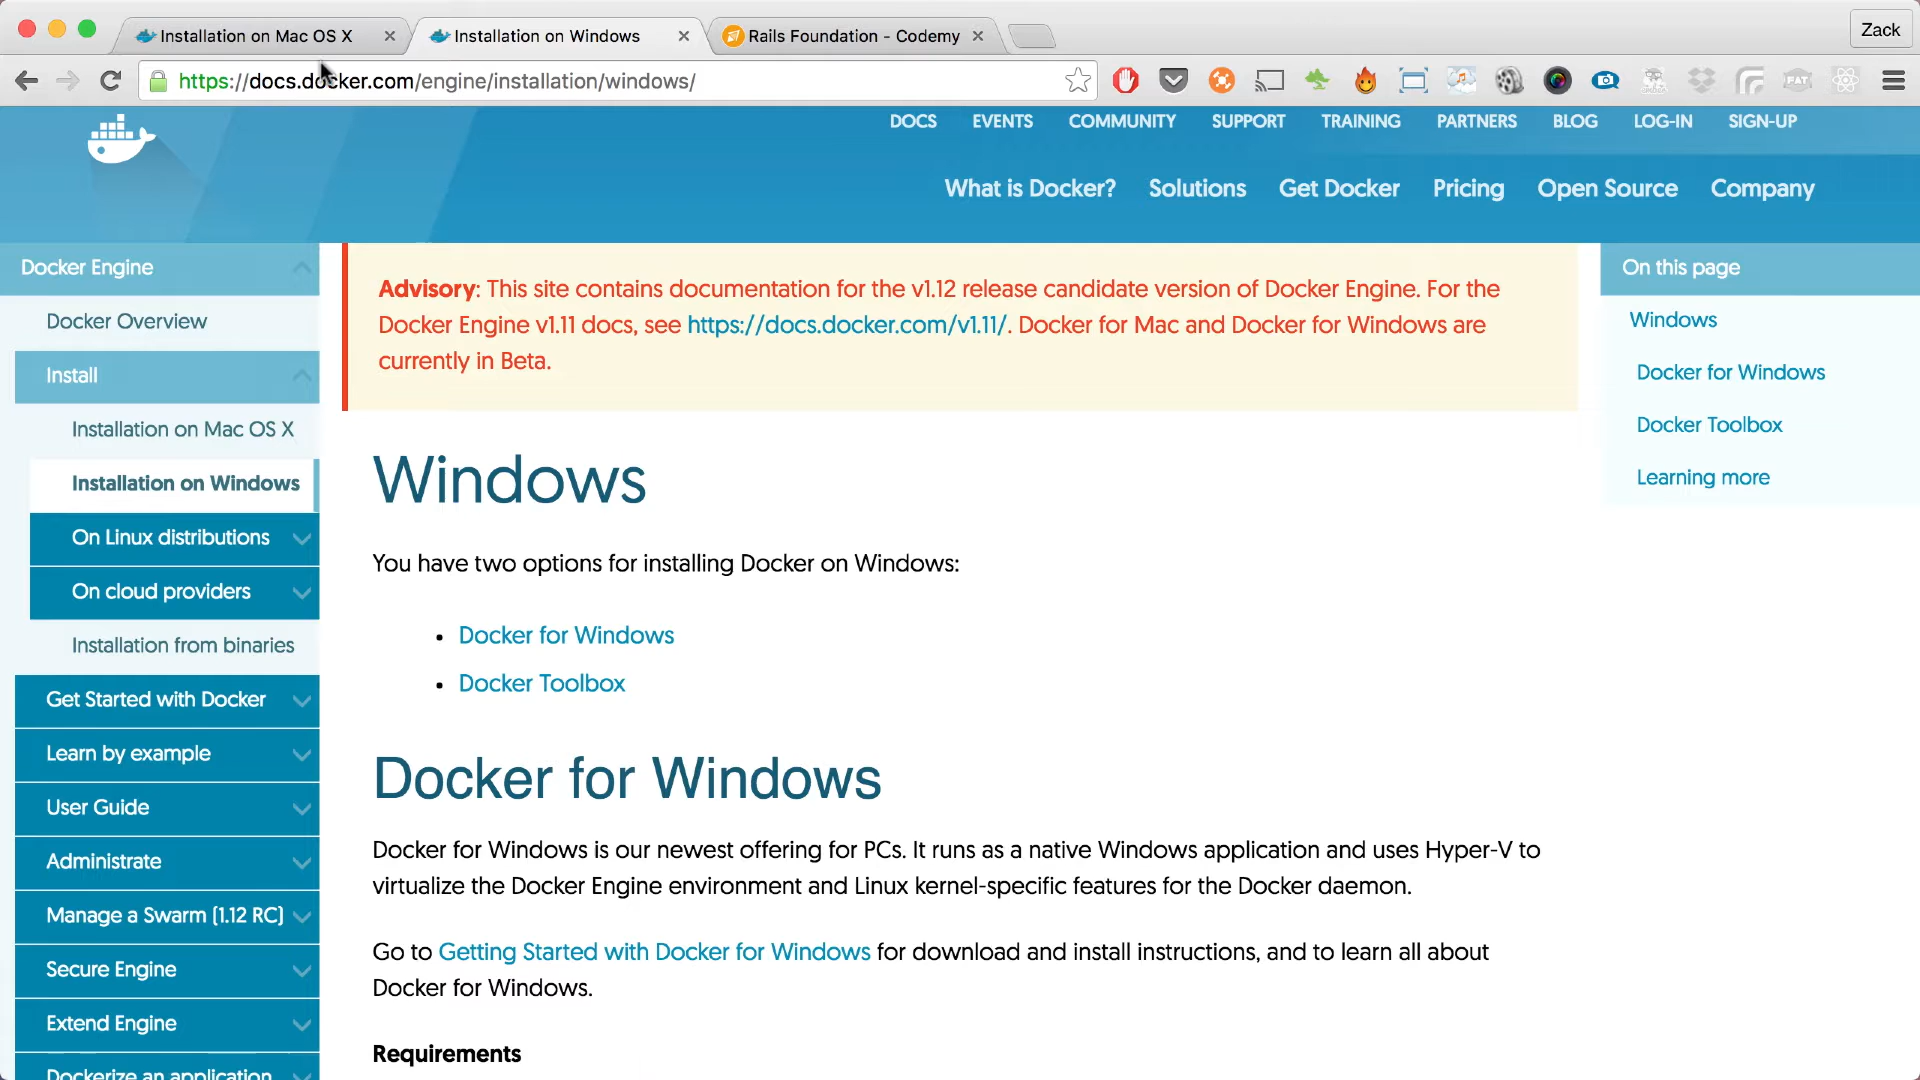 Installation on Mac OS X
Installation on Windows
Rails Foundation - Codemy
Zack
https://docs.docker.com/engine/installation/windows/
DOCS EVENTS COMMUNITY SUPPORT TRAINING PARTNERS BLOG LOG-IN SIGN-UP
What is Docker? Solutions Get Docker Pricing Open Source Company
Docker Engine
Docker Overview
Install
Installation on Mac OS X
Installation on Windows
On Linux distributions
On cloud providers
Installation from binaries
Get Started with Docker
Learn by example
User Guide
Administrate
Manage a Swarm (1.12 RC)
Secure Engine
Extend Engine
Dockerize an application
Advisory: This site contains documentation for the v1.12 release candidate version of Docker Engine. For the
Docker Engine v1.11 docs, see https://docs.docker.com/v1.11/. Docker for Mac and Docker for Windows are
currently in Beta.
Windows
You have two options for installing Docker on Windows:
• Docker for Windows
• Docker Toolbox
Docker for Windows
Docker for Windows is our newest offering for PCs. It runs as a native Windows application and uses Hyper-V to
virtualize the Docker Engine environment and Linux kernel-specific features for the Docker daemon.
Go to Getting Started with Docker for Windows for download and install instructions, and to learn all about
Docker for Windows.
Requirements
On this page
Windows
Docker for Windows
Docker Toolbox
Learning more
FAT